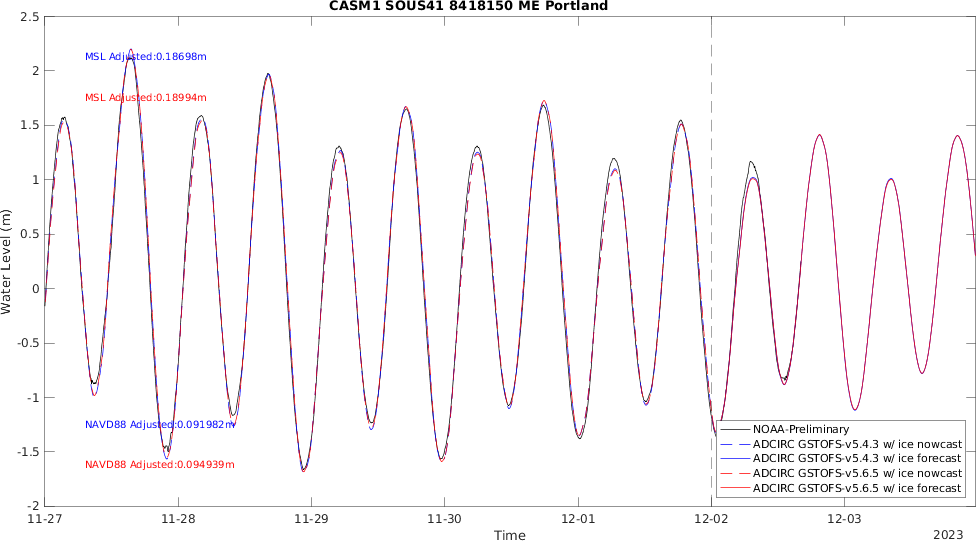 CASM1 SOUS41 8418150 ME Portland
2.5
2
1.5
1
0.5
0
-0.5
-1
-1.5
-2
Water Level (m)
MSL Adjusted:0.18698m
MSL Adjusted:0.18994m
NAVD88 Adjusted:0.091982m
NAVD88 Adjusted:0.094939m
NOAA-Preliminary
ADCIRC GSTOFS-v5.4.3 w/ ice nowcast
ADCIRC GSTOFS-v5.4.3 w/ ice forecast
ADCIRC GSTOFS-v5.6.5 w/ ice nowcast
ADCIRC GSTOFS-v5.6.5 w/ ice forecast
11-27 11-28 11-29 11-30 12-01 12-02 12-03
Time
2023